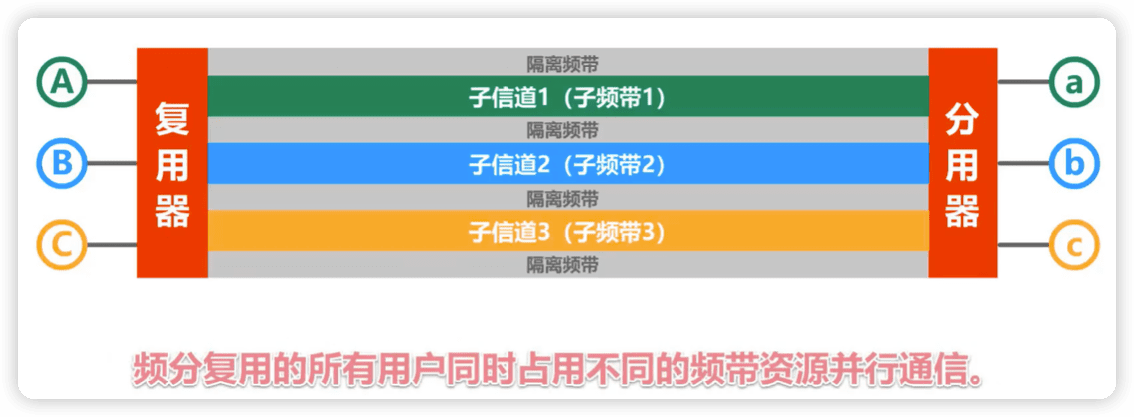 隔离频带
A
子信道1（子频带1）
a
复用器
分用器
隔离频带
B
子信道2（子频带2）
b
隔离频带
C
子信道3（子频带3）
c
隔离频带
频分复用的所有用户同时占用不同的频带资源并行通信。